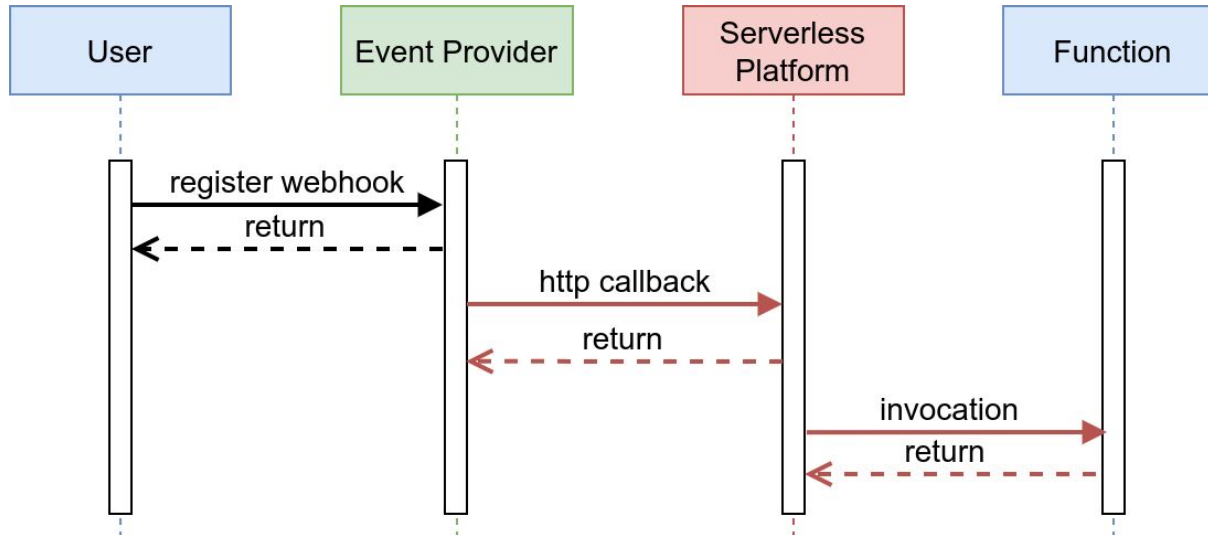 User
Event Provider
Serverless
Platform
Function
register webhook
return
http callback
return
invocation
return